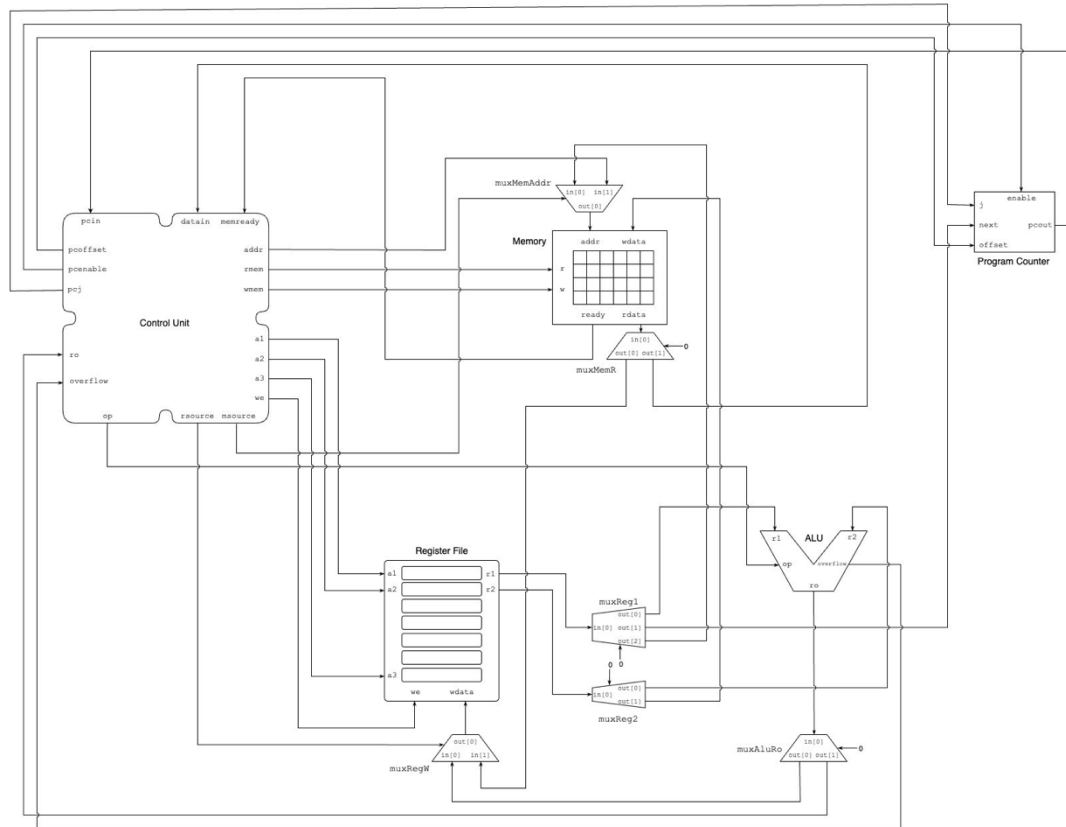 muxMemAddr
in[0] in[1]
out[0]
enable
j
next pcout
offset
Program Counter
pcin datain memready
pcoffset addr
pcenable rmem
pcj wmem
Control Unit
ro
overflow
a1
a2
a3
we
op rsource msource
Memory
addr wdata
r
w
ready rdata
in[0]
out[0] out[1]
0
muxMemR
ALU
r1 r2
op overflow
ro
Register File
a1 r1
a2 r2
a3
we wdata
muxReg1
out[0]
in[0] out[1]
out[2]
0
0
out[0]
in[0]
out[1]
muxReg2
out[0]
in[0] in[1]
muxRegW
muxAluRo
in[0]
out[0] out[1]
0